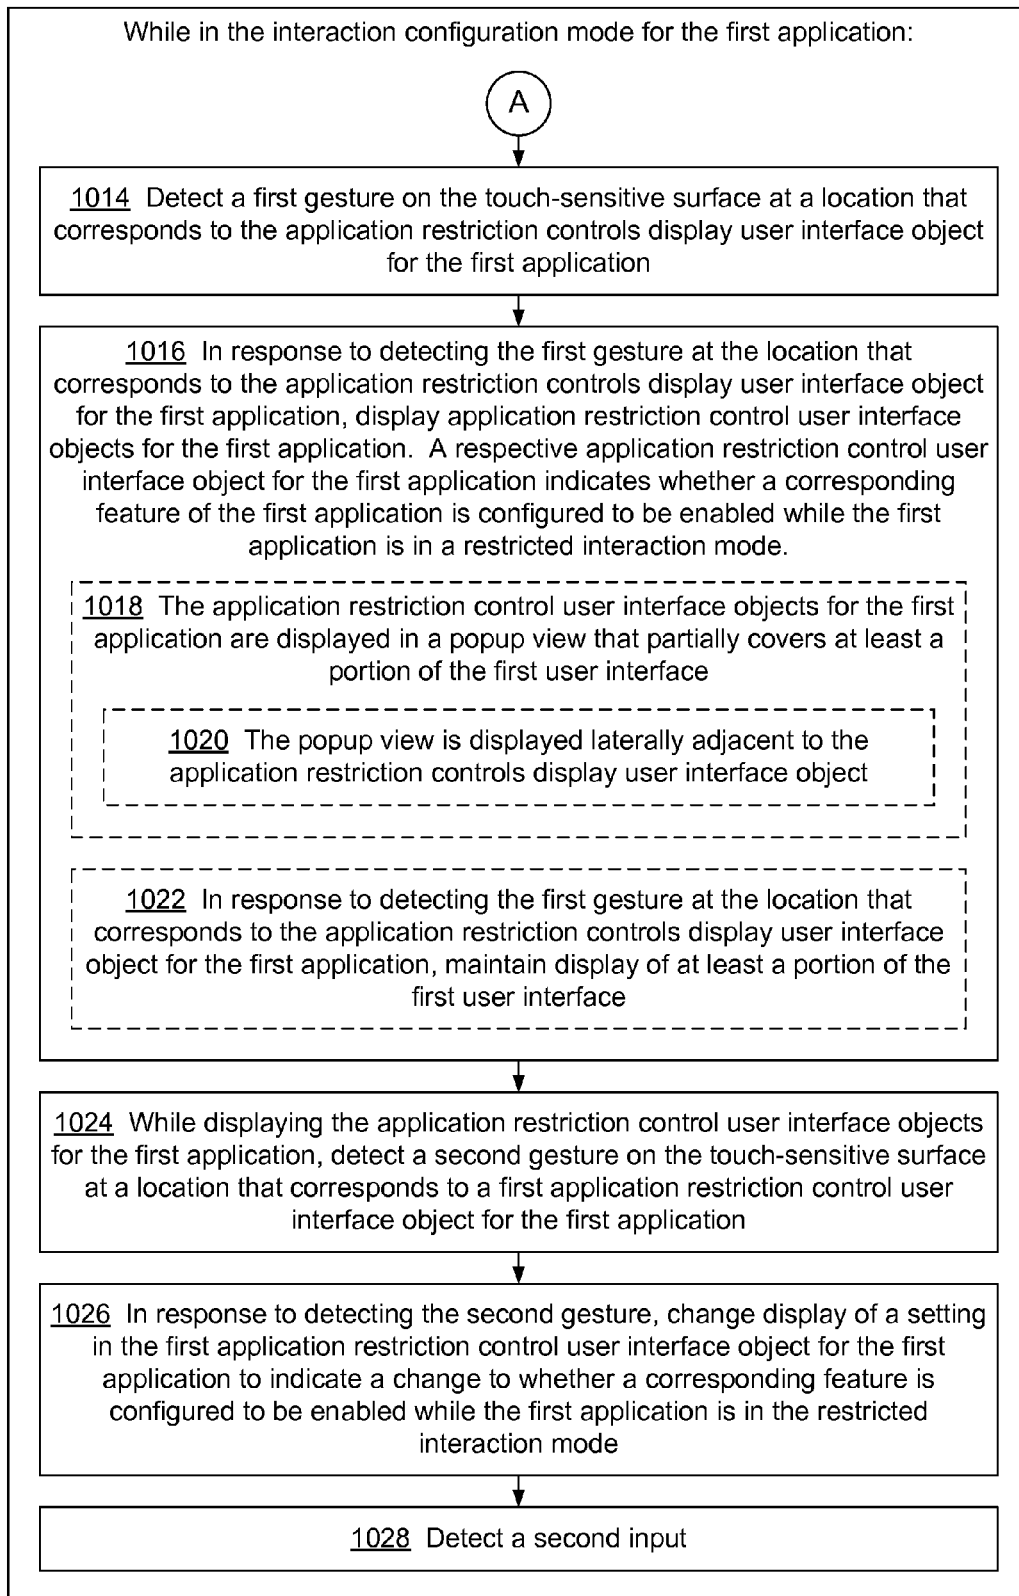 While in the interaction configuration mode for the first application:
A
1014 Detect a first gesture on the touch-sensitive surface at a location that
corresponds to the application restriction controls display user interface object
for the first application
1016 In response to detecting the first gesture at the location that
corresponds to the application restriction controls display user interface object
for the first application, display application restriction control user interface
objects for the first application. A respective application restriction control user
interface object for the first application indicates whether a corresponding
feature of the first application is configured to be enabled while the first
application is in a restricted interaction mode.
1018 The application restriction control user interface objects for the first
application are displayed in a popup view that partially covers at least a
portion of the first user interface
1020 The popup view is displayed laterally adjacent to the
application restriction controls display user interface object
1022 In response to detecting the first gesture at the location that
corresponds to the application restriction controls display user interface
object for the first application, maintain display of at least a portion of the
first user interface
1024 While displaying the application restriction control user interface objects
for the first application, detect a second gesture on the touch-sensitive surface
at a location that corresponds to a first application restriction control user
interface object for the first application
1026 In response to detecting the second gesture, change display of a setting
in the first application restriction control user interface object for the first
application to indicate a change to whether a corresponding feature is
configured to be enabled while the first application is in the restricted
interaction mode
1028 Detect a second input